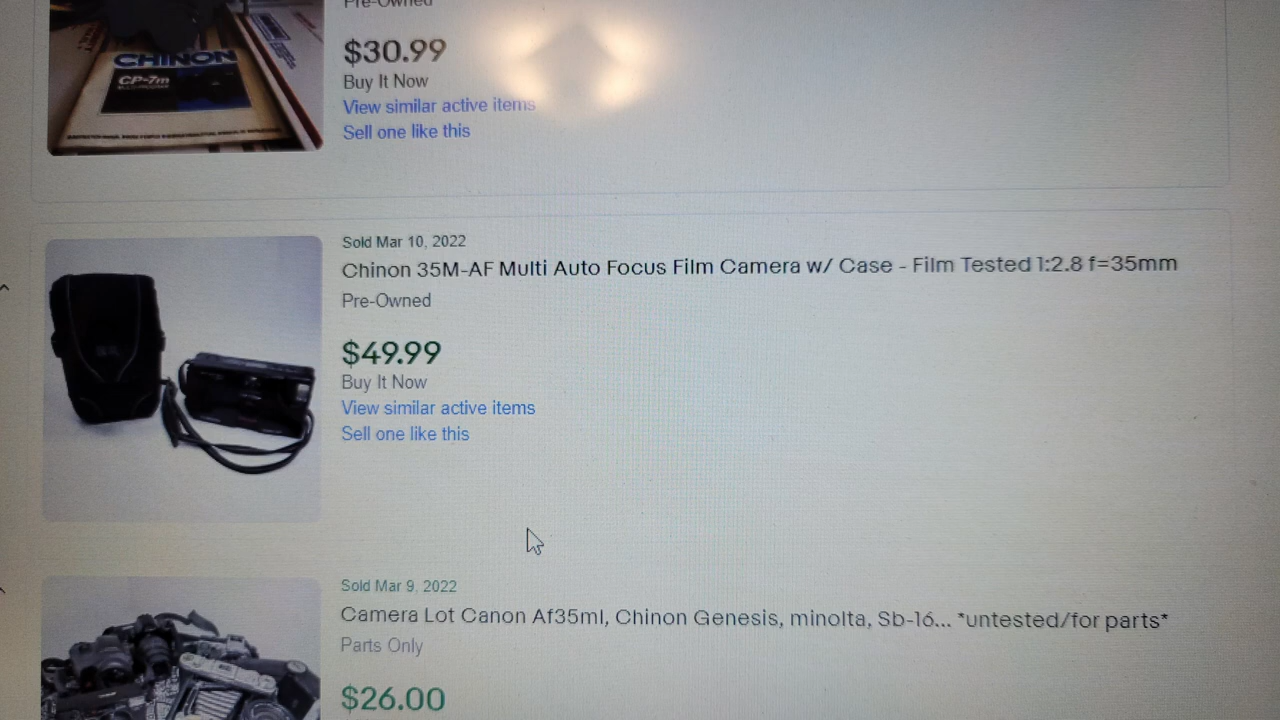 Pre-Owned
$30.99
Buy It Now
View similar active items
Sell one like this
CHINON
CP-7m
Sold Mar 10, 2022
Chinon 35M-AF Multi Auto Focus Film Camera w/ Case - Film Tested 1:2.8 f=35mm
Pre-Owned
$49.99
Buy It Now
View similar active items
Sell one like this
Sold Mar 9, 2022
Camera Lot Canon Af35ml, Chinon Genesis, minolta, Sb-16... *untested/for parts*
Parts Only
$26.00